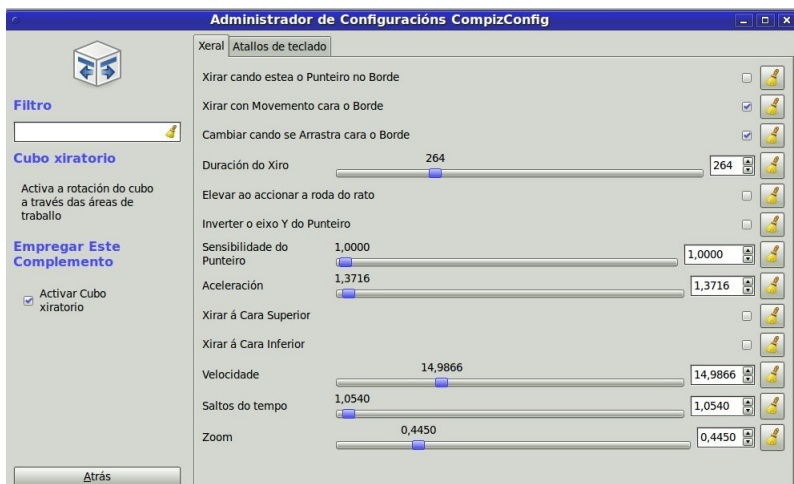 Administrador de Configuracións CompizConfig
Filtro
Cubo xiratorio
Activa a rotación do cubo
a través das áreas de
traballo
Empregar Este
Complemento
Activar Cubo
xiratorio
Atrás
Xeral Atallos de teclado
Xirar cando estea o Punteiro no Borde
Xirar con Movemento cara o Borde
Cambiar cando se Arrastra cara o Borde
Duración do Xiro 264 264
Elevar ao accionar a roda do rato
Inverter o eixo Y do Punteiro
Sensibilidade do
Punteiro 1,0000 1,0000
Aceleración 1,3716 1,3716
Xirar á Cara Superior
Xirar á Cara Inferior
Velocidade 14,9866 14,9866
Saltos do tempo 1,0540 1,0540
Zoom 0,4450 0,4450